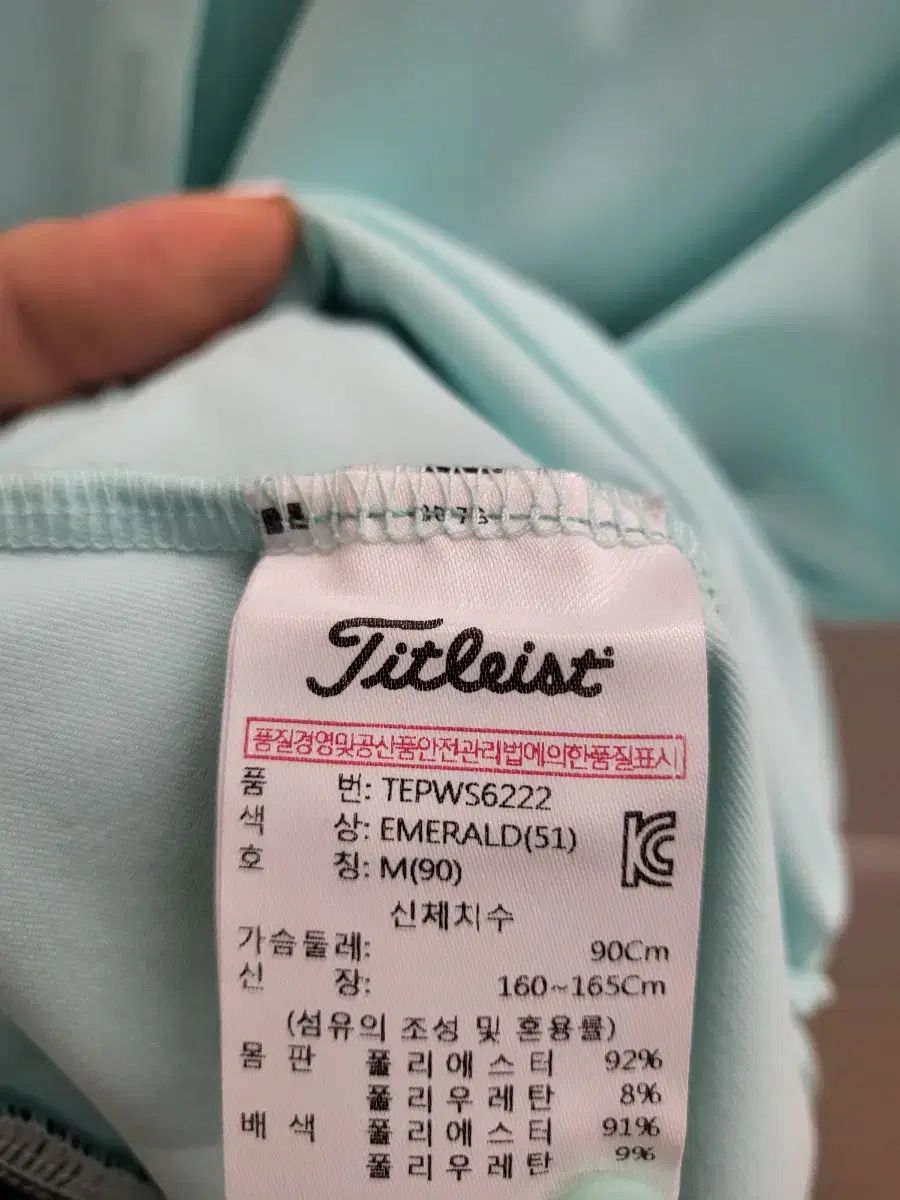 Titleist
품질경영및공산품안전관리법에의한품질표시
품 번: TEPWS6222
색 상: EMERALD(51)
호 칭: M(90)
신체치수
가슴둘레: 90Cm
신 장: 160~165Cm
(섬유의 조성 및 혼용률)
몸 판 폴리에스터 92%
폴리우레탄 8%
배 색 폴리에스터 91%
폴리우레탄 9%